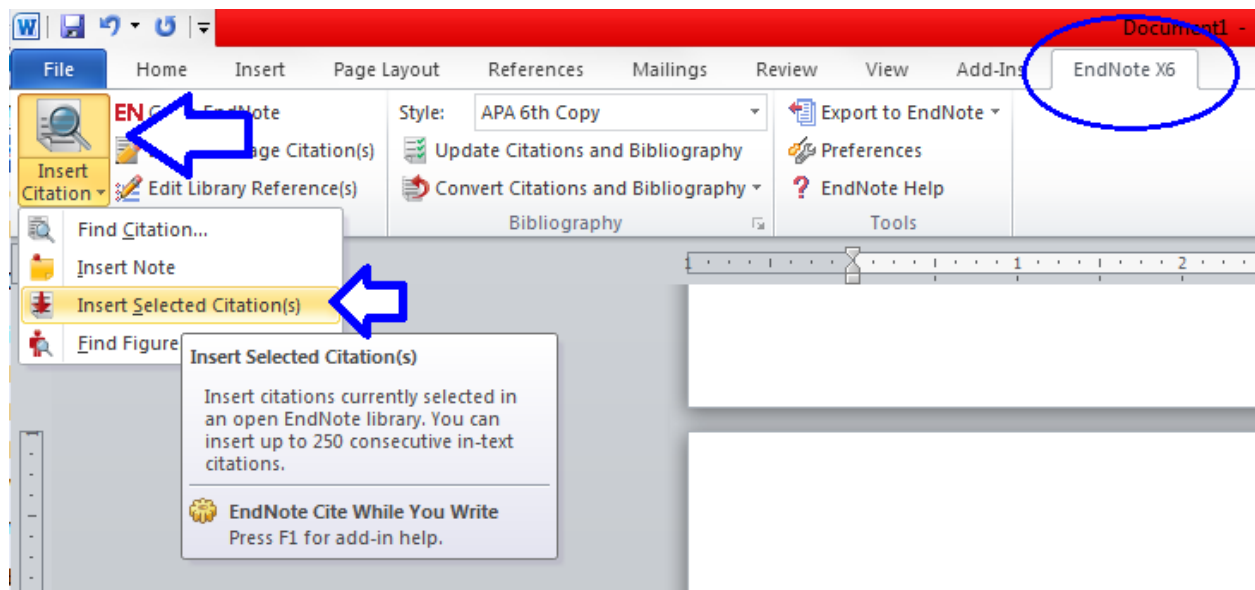 Document1 -
File Home Insert Page Layout References Mailings Review View Add-Ins EndNote X6
Insert Citation
EN EndNote
Citation(s)
Edit Library Reference(s)
Style: APA 6th Copy
Update Citations and Bibliography
Convert Citations and Bibliography
Bibliography
Export to EndNote
Preferences
EndNote Help
Tools
Find Citation...
Insert Note
Insert Selected Citation(s)
Find Figure
1 1 2
Insert Selected Citation(s)
Insert citations currently selected in
an open EndNote library. You can
insert up to 250 consecutive in-text
citations.
EndNote Cite While You Write
Press F1 for add-in help.